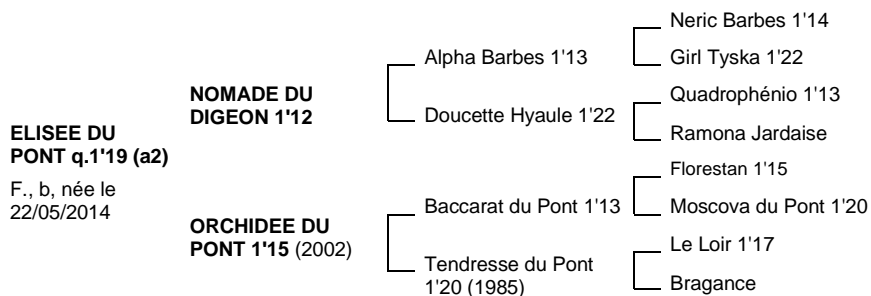 ELISEE DU
PONT q.1'19 (a2)
F., b, née le
22/05/2014
NOMADE DU
DIGEON 1'12
ORCHIDEE DU
PONT 1'15 (2002)
Alpha Barbes 1'13
Doucette Hyaule 1'22
Baccarat du Pont 1'13
Tendresse du Pont
1'20 (1985)
Neric Barbes 1'14
Girl Tyska 1'22
Quadrophénio 1'13
Ramona Jardaise
Florestan 1'15
Moscova du Pont 1'20
Le Loir 1'17
Bragance